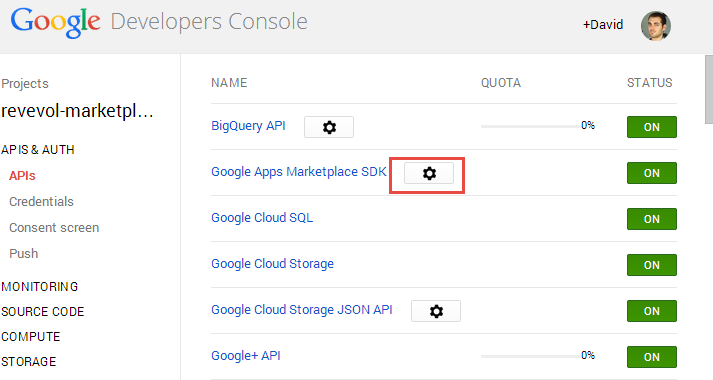 Google Developers Console
+David
Projects
revevol-marketpl...
APIS & AUTH
APIs
Credentials
Consent screen
Push
MONITORING
SOURCE CODE
COMPUTE
STORAGE
NAME QUOTA STATUS
BigQuery API 0% ON
Google Apps Marketplace SDK ON
Google Cloud SQL ON
Google Cloud Storage ON
Google Cloud Storage JSON API ON
Google+ API 0% ON